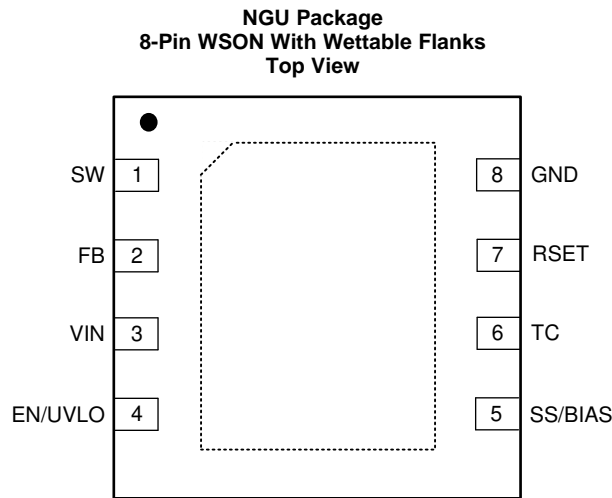 NGU Package
8-Pin WSON With Wettable Flanks
Top View
SW 1 8 GND
FB 2 7 RSET
VIN 3 6 TC
EN/UVLO 4 5 SS/BIAS